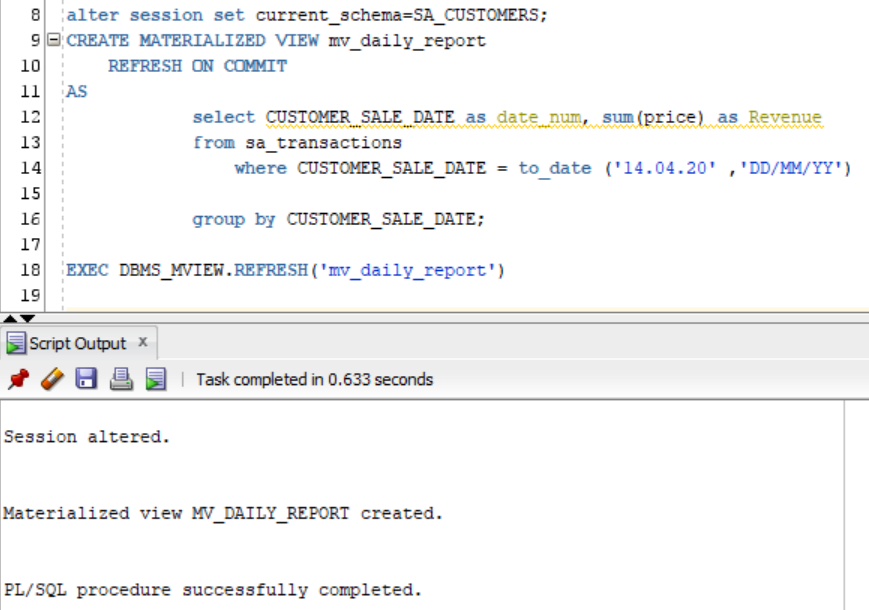 8 alter session set current_schema=SA_CUSTOMERS;
9 CREATE MATERIALIZED VIEW mv_daily_report
10 REFRESH ON COMMIT
11 AS
12 select CUSTOMER_SALE_DATE as date_num, sum(price) as Revenue
13 from sa_transactions
14 where CUSTOMER_SALE_DATE = to_date ('14.04.20' ,'DD/MM/YY')
15
16 group by CUSTOMER_SALE_DATE;
17
18 EXEC DBMS_MVIEW.REFRESH('mv_daily_report')
19
Script Output x
Task completed in 0.633 seconds
Session altered.
Materialized view MV_DAILY_REPORT created.
PL/SQL procedure successfully completed.